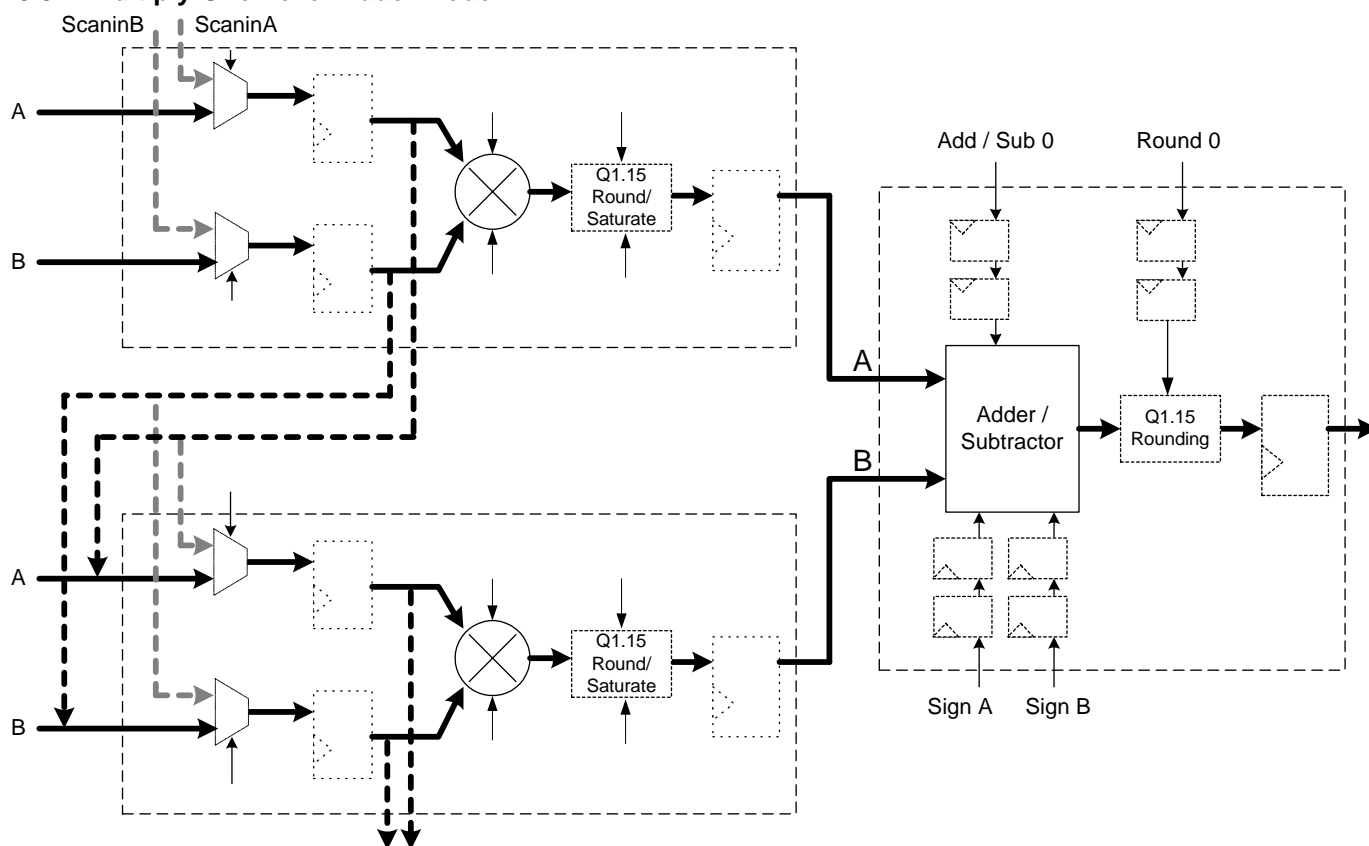 ScaninB
ScaninA
A
B
Q1.15
Round/
Saturate
Add / Sub 0
Round 0
A
B
Adder /
Subtractor
Q1.15
Rounding
A
B
Q1.15
Round/
Saturate
Sign A
Sign B